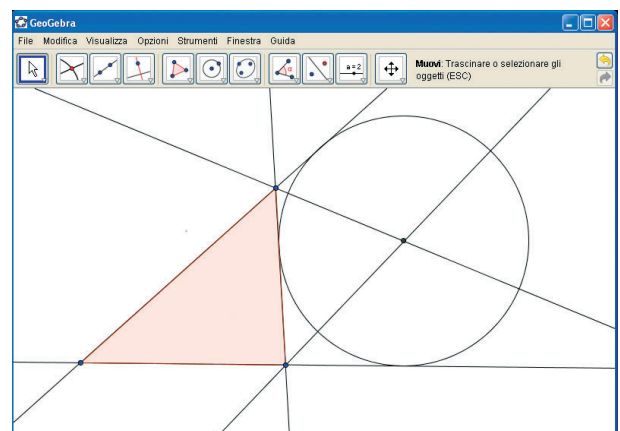 GeoGebra
File Modifica Visualizza Opzioni Strumenti Finestra Guida
a = 2
α
Muovi: Trascinare o selezionare gli
oggetti (ESC)